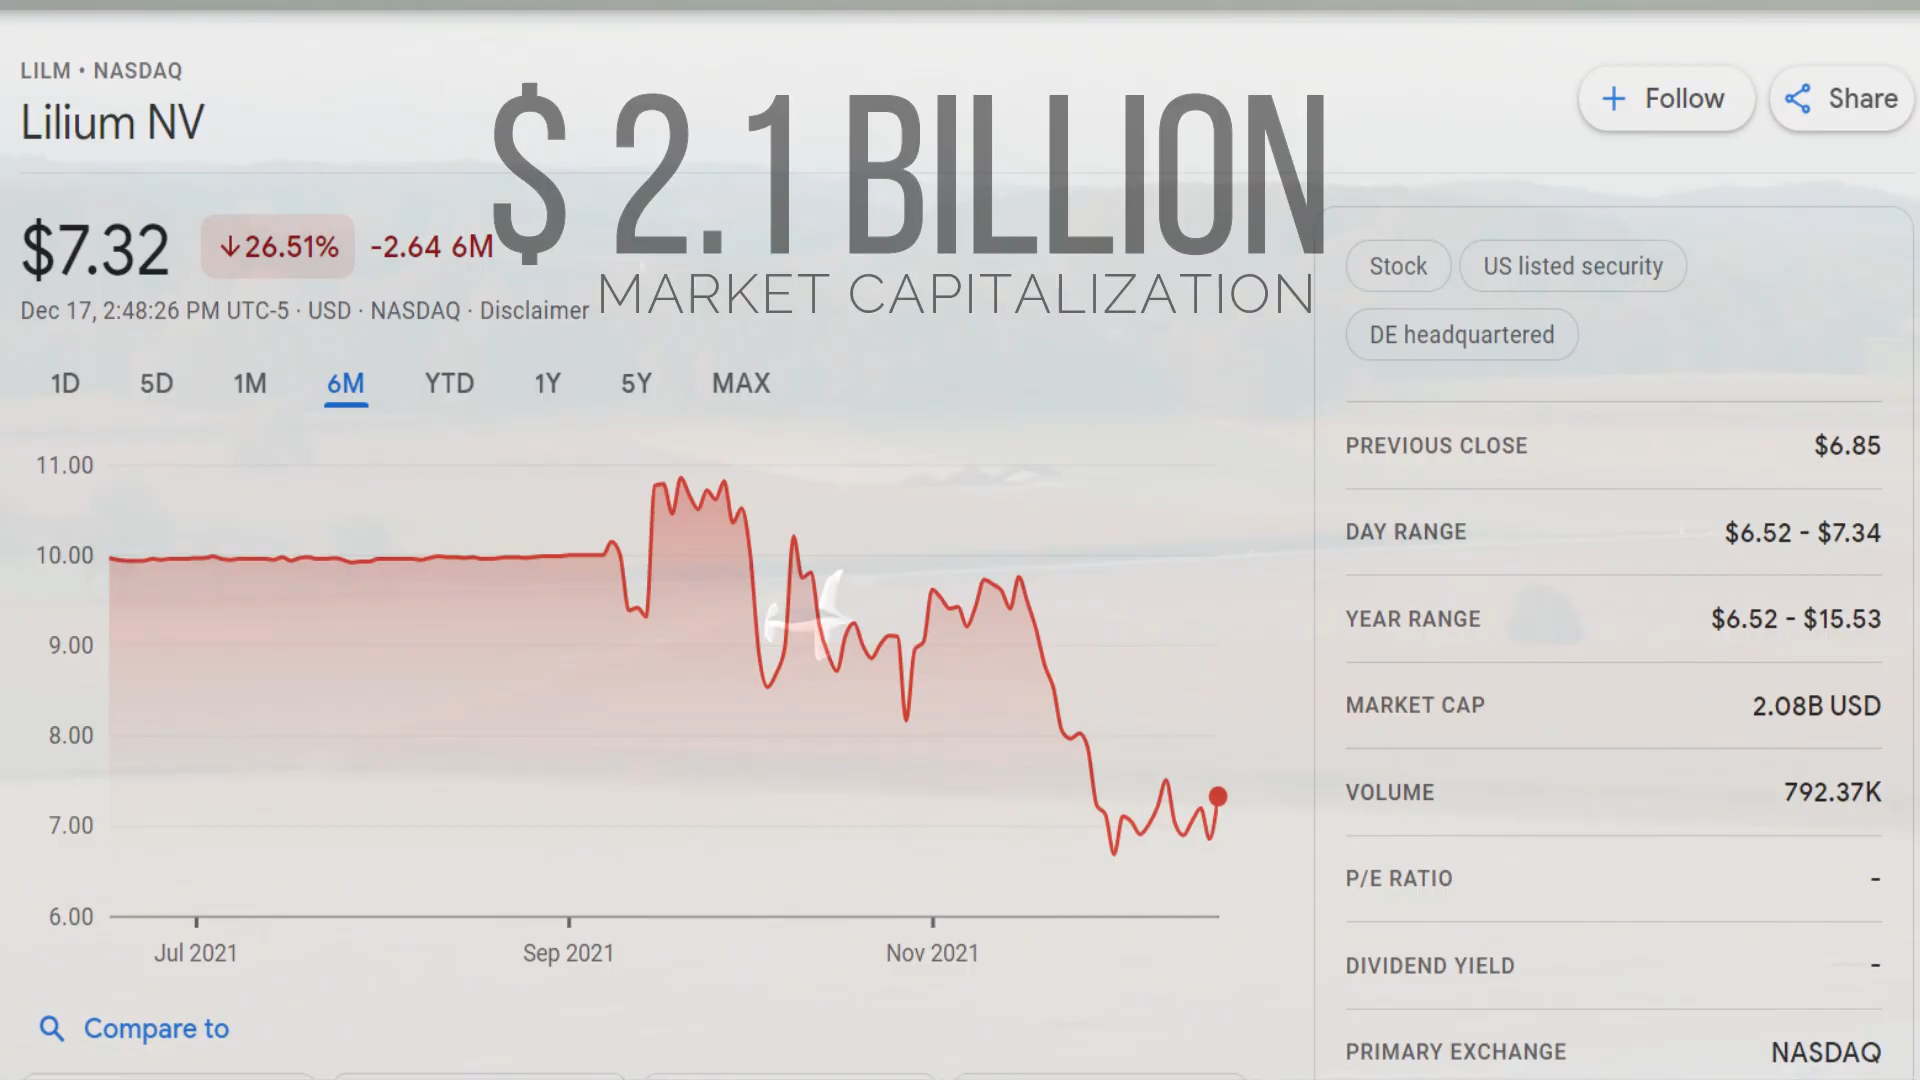 LILM • NASDAQ
Lilium NV
$ 2.1 BILLION
MARKET CAPITALIZATION
+ Follow
Share
$7.32 ↓26.51% -2.64 6M
Dec 17, 2:48:26 PM UTC-5 · USD · NASDAQ · Disclaimer
1D 5D 1M 6M YTD 1Y 5Y MAX
11.00
10.00
9.00
8.00
7.00
6.00
Jul 2021 Sep 2021 Nov 2021
Compare to
Stock US listed security
DE headquartered
PREVIOUS CLOSE $6.85
DAY RANGE $6.52 - $7.34
YEAR RANGE $6.52 - $15.53
MARKET CAP 2.08B USD
VOLUME 792.37K
P/E RATIO -
DIVIDEND YIELD -
PRIMARY EXCHANGE NASDAQ